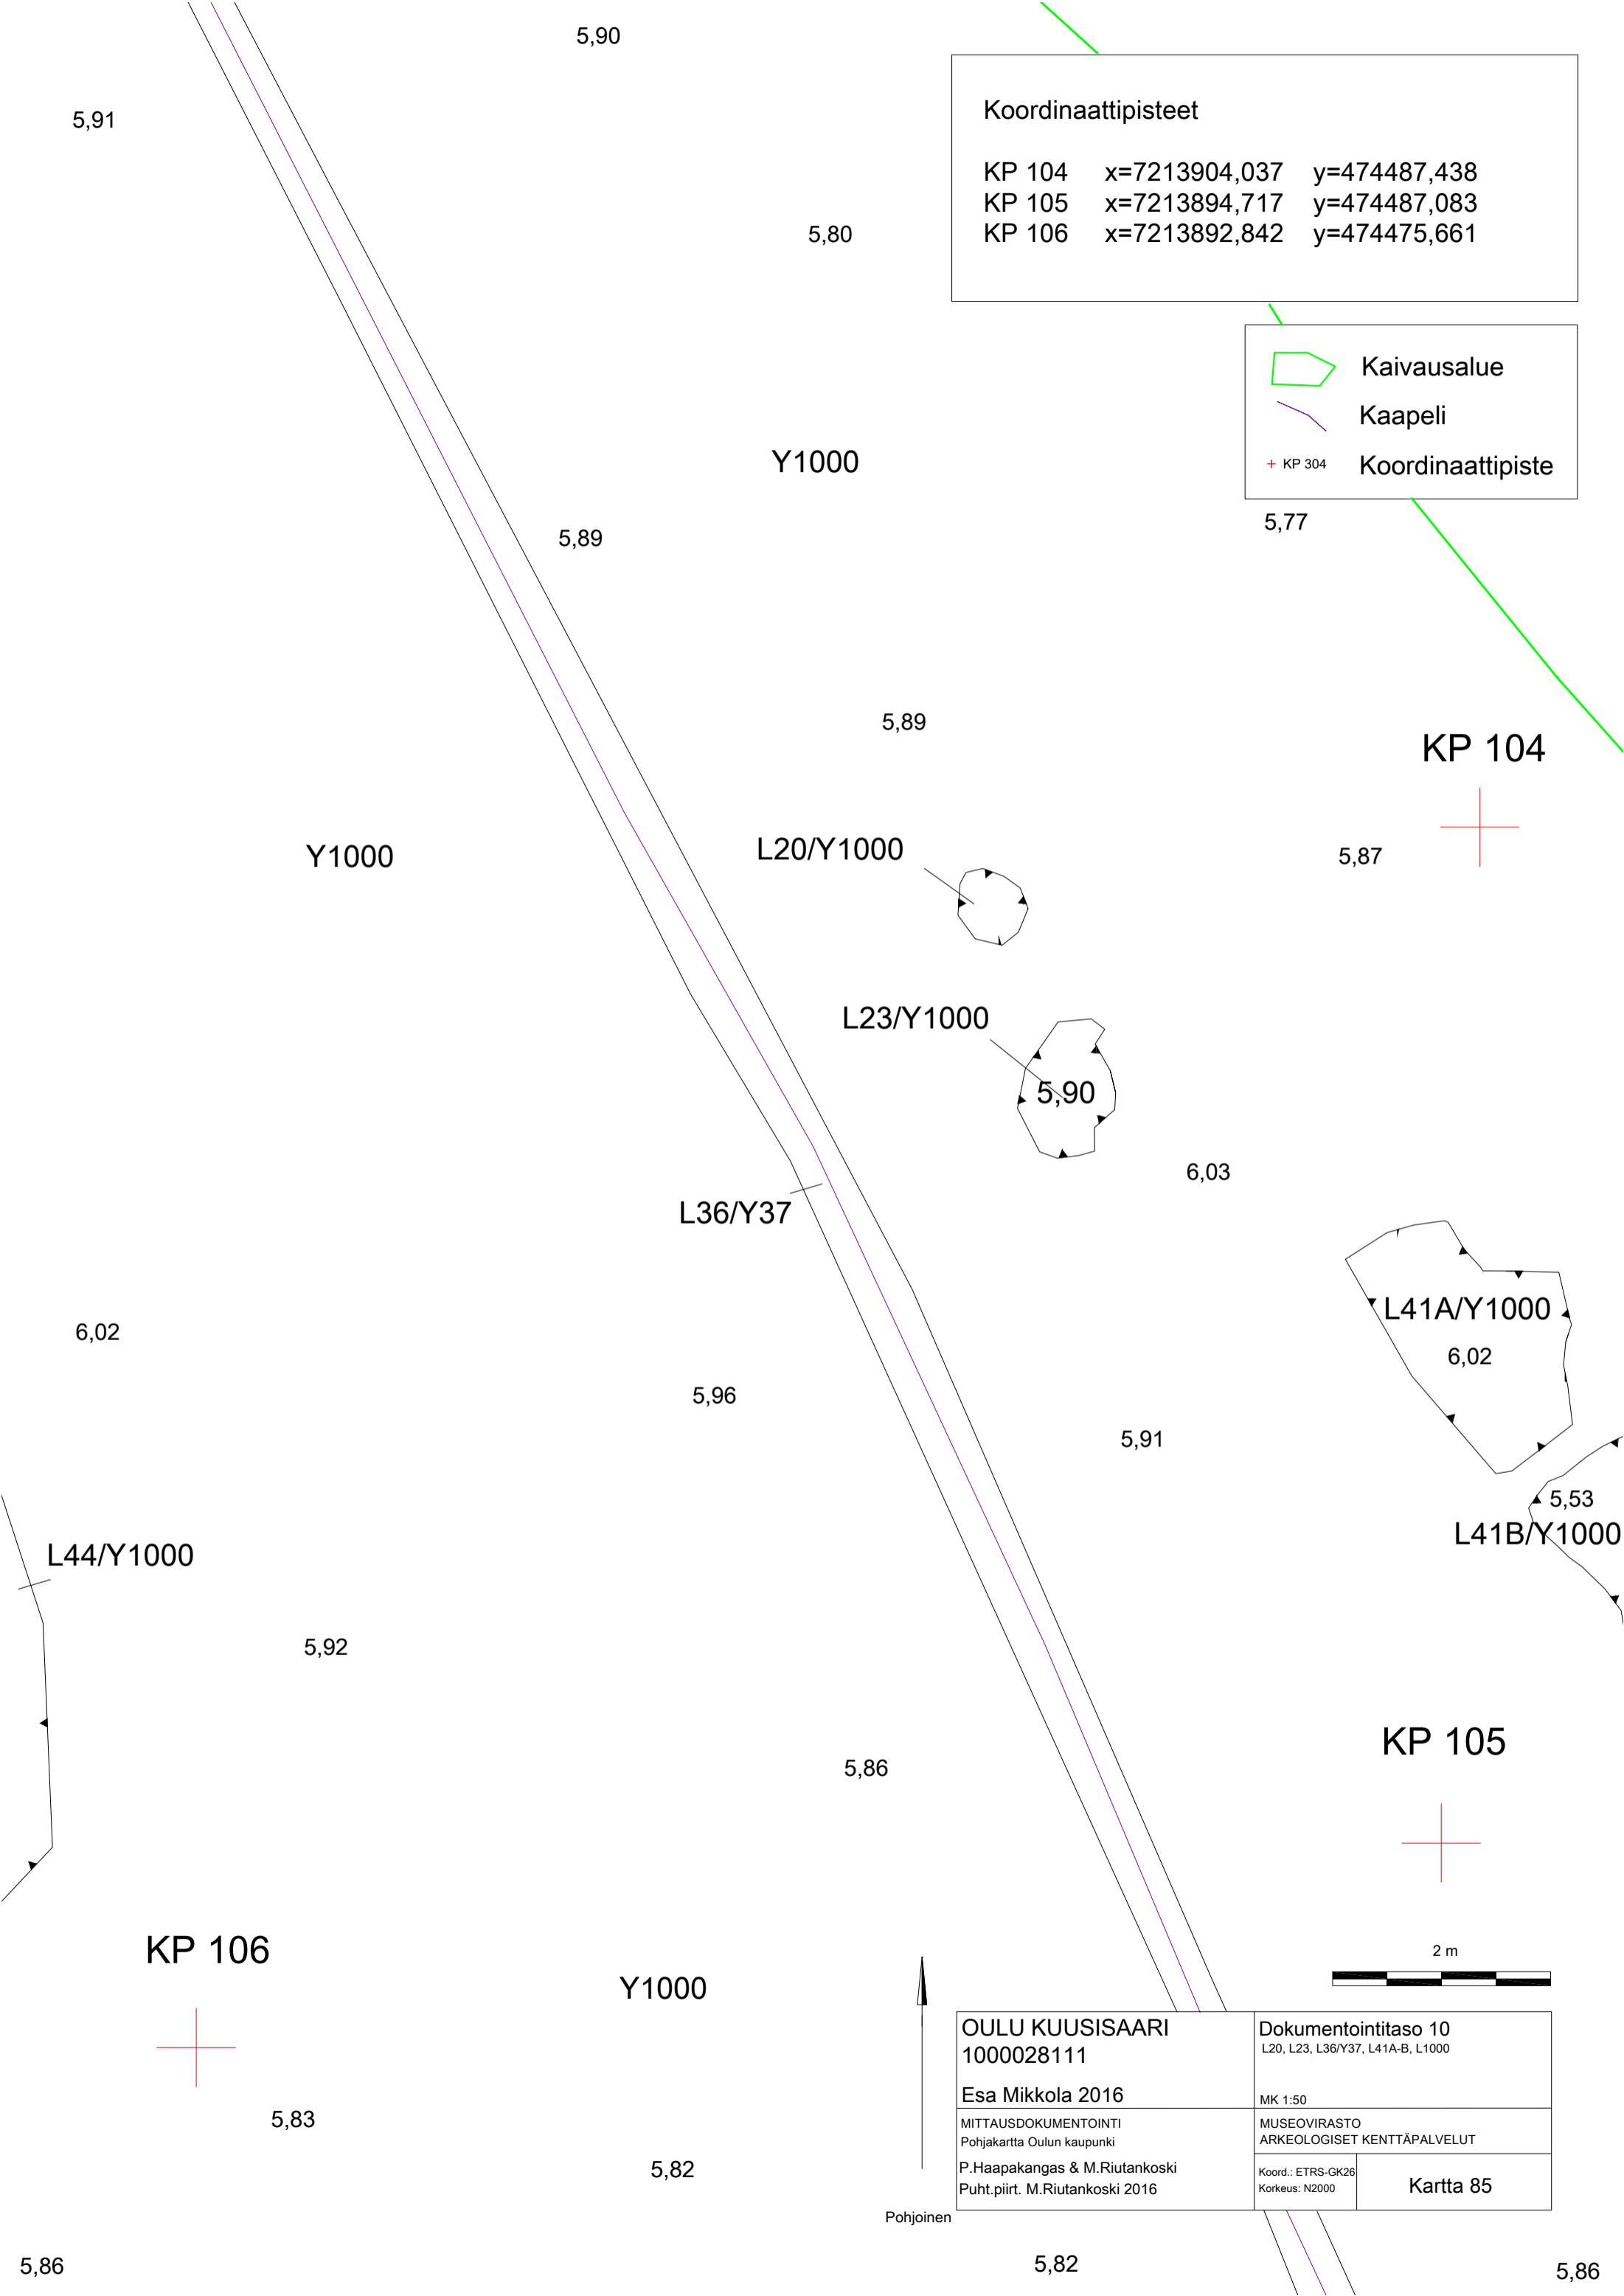 5,90
5,91
Koordinaattipisteet
KP 104 x=7213904,037 y=474487,438
KP 105 x=7213894,717 y=474487,083
KP 106 x=7213892,842 y=474475,661
5,80
Kaivausalue
Kaapeli
KP 304 Koordinaattipiste
Y1000
5,77
5,89
5,89
KP 104
L20/Y1000
Y1000
5,87
L23/Y1000
5,90
6,03
L36/Y37
L41A/Y1000
6,02
6,02
5,96
5,91
5,53
L41B/Y1000
L44/Y1000
5,92
KP 105
5,86
KP 106
2 m
Y1000
OULU KUUSISAARI
1000028111
Esa Mikkola 2016
Dokumentointitaso 10
L20, L23, L36/Y37, L41A-B, L1000
MK 1:50
MITTAUSDOKUMENTOINTI
Pohjakartta Oulun kaupunki
P.Haapakangas & M.Riutankoski
Puht.piirt. M.Riutankoski 2016
MUSEOVIRASTO
ARKEOLOGISET KENTTÄPALVELUT
Koord.: ETRS-GK26
Korkeus: N2000
Kartta 85
5,83
5,82
Pohjoinen
5,86
5,82
5,86